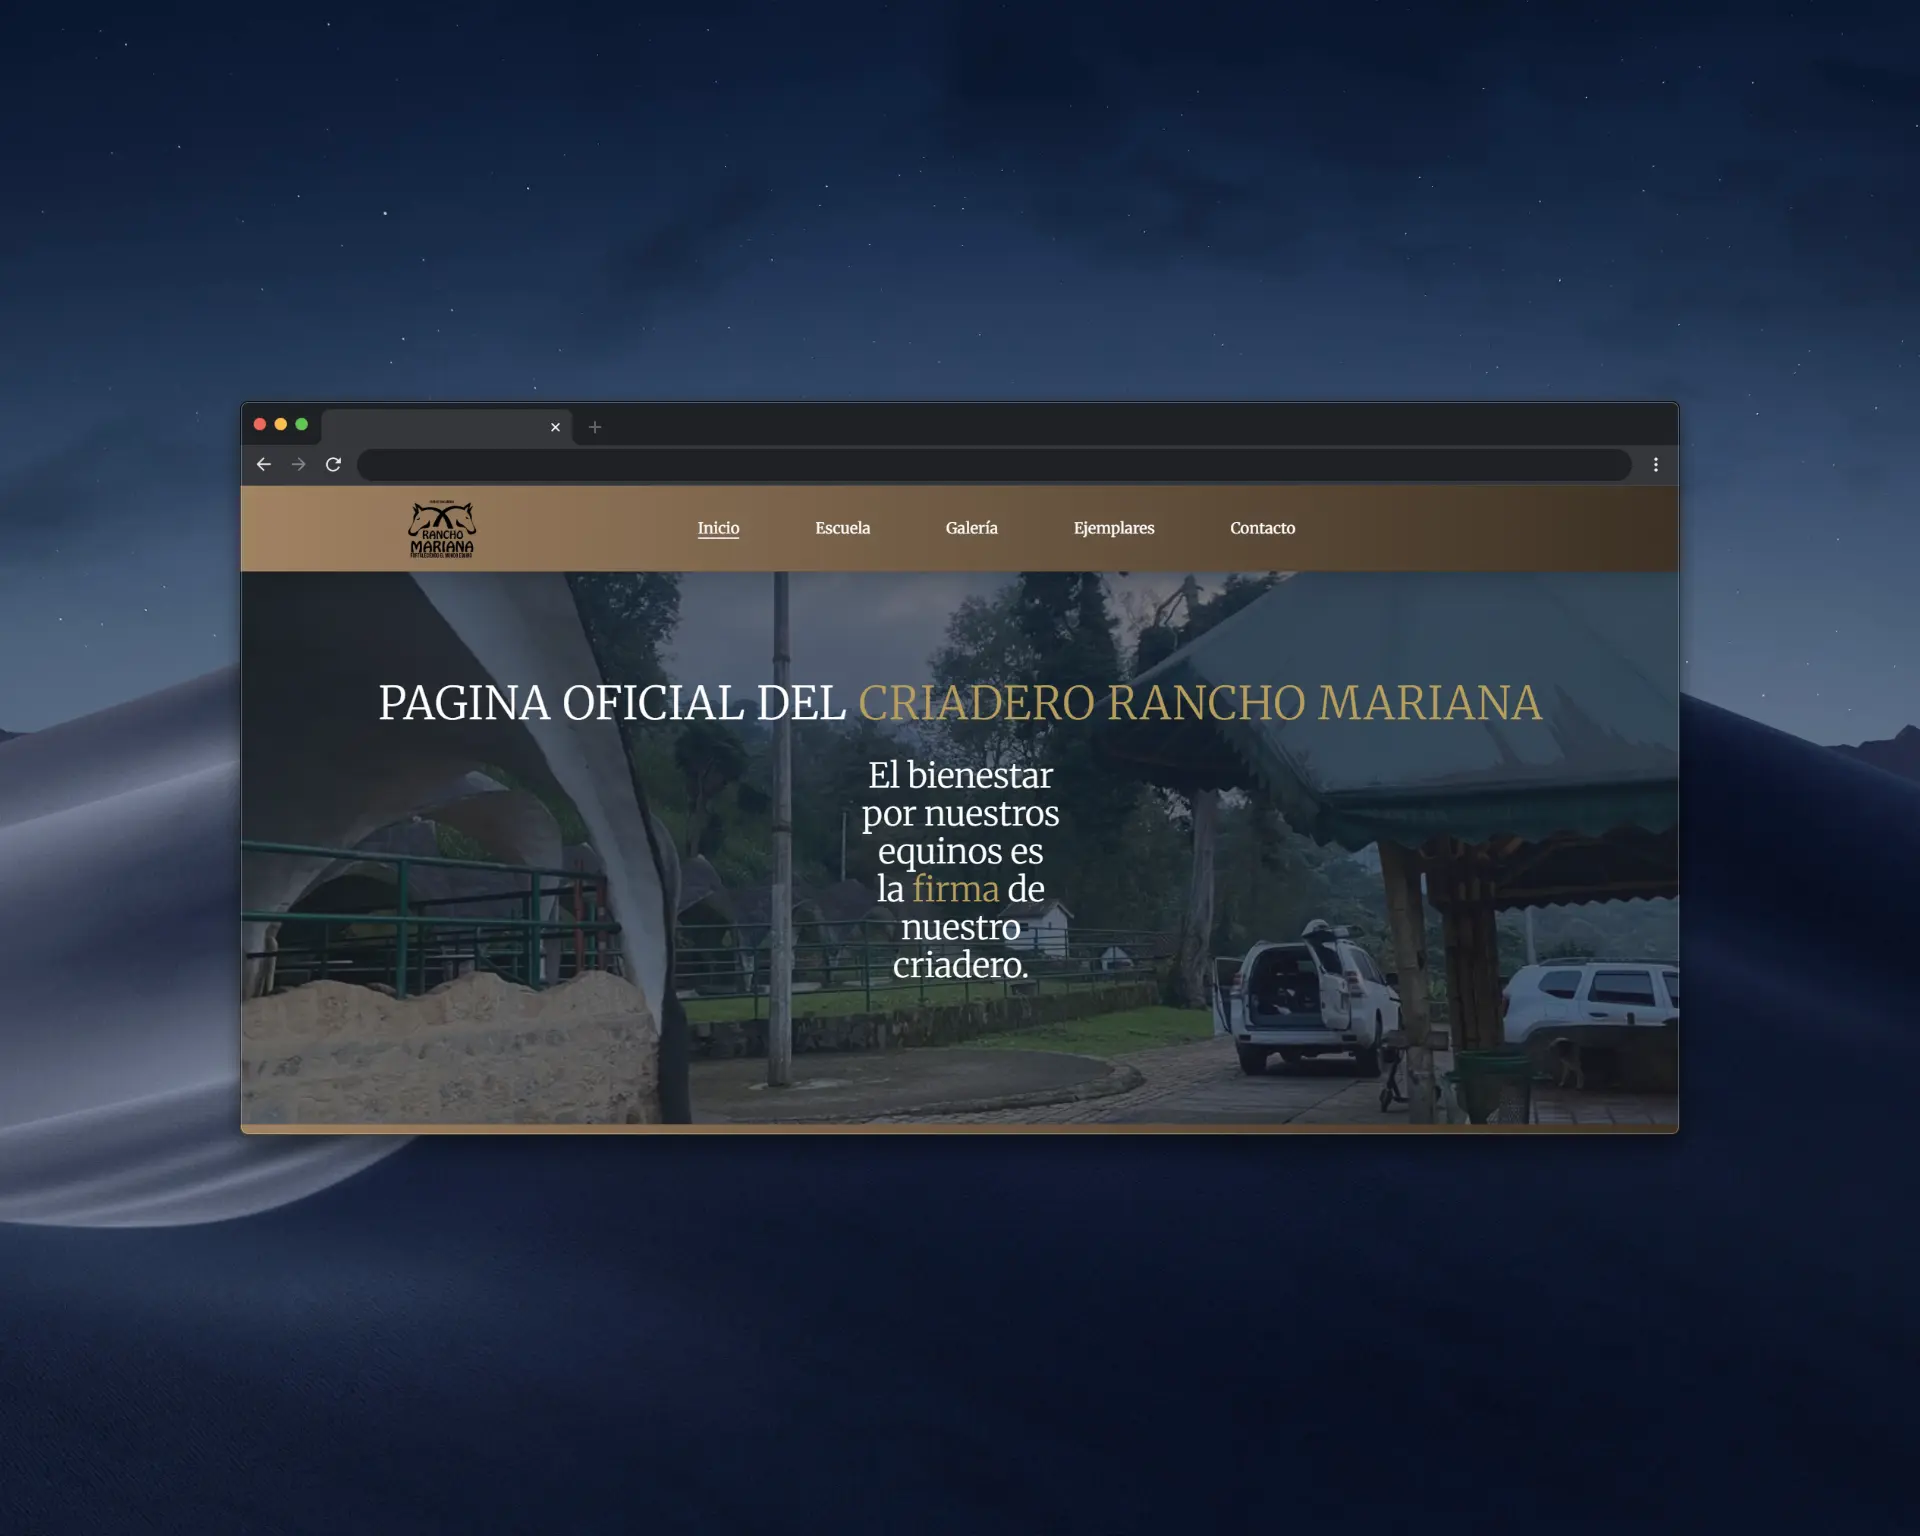 RANCHO
MARIANA
Inicio
Escuela
Galería
Ejemplares
Contacto
PAGINA OFICIAL DEL CRIADERO RANCHO MARIANA
El bienestar
por nuestros
equinos es
la firma de
nuestro
criadero.